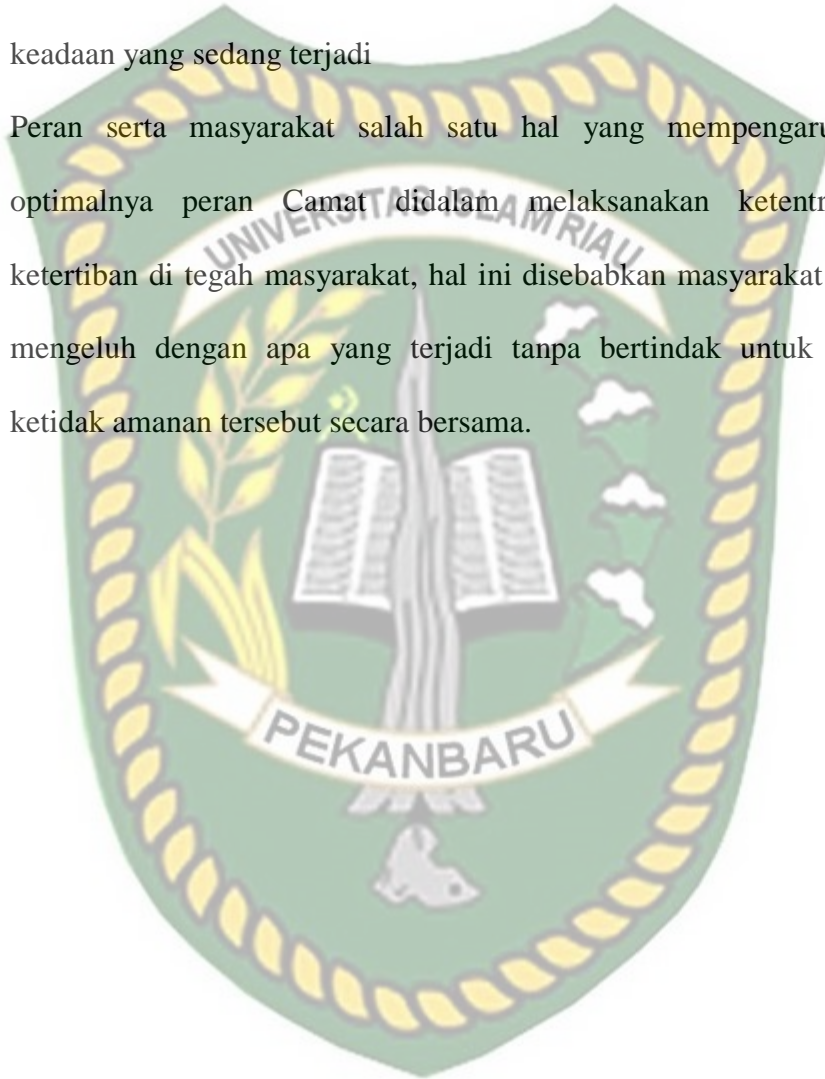 keadaan yang sedang terjadi
Peran serta masyarakat salah satu hal yang
optimalnya peran Camat didalam melaksanakan
ketertiban di tegah masyarakat, hal ini disebabkan masyarakat
mengeluh dengan apa yang terjadi tanpa bertindak untuk
ketidak amanan tersebut secara bersama.
UNIVERSITAS ISLAM RIAU
PEKANBARU